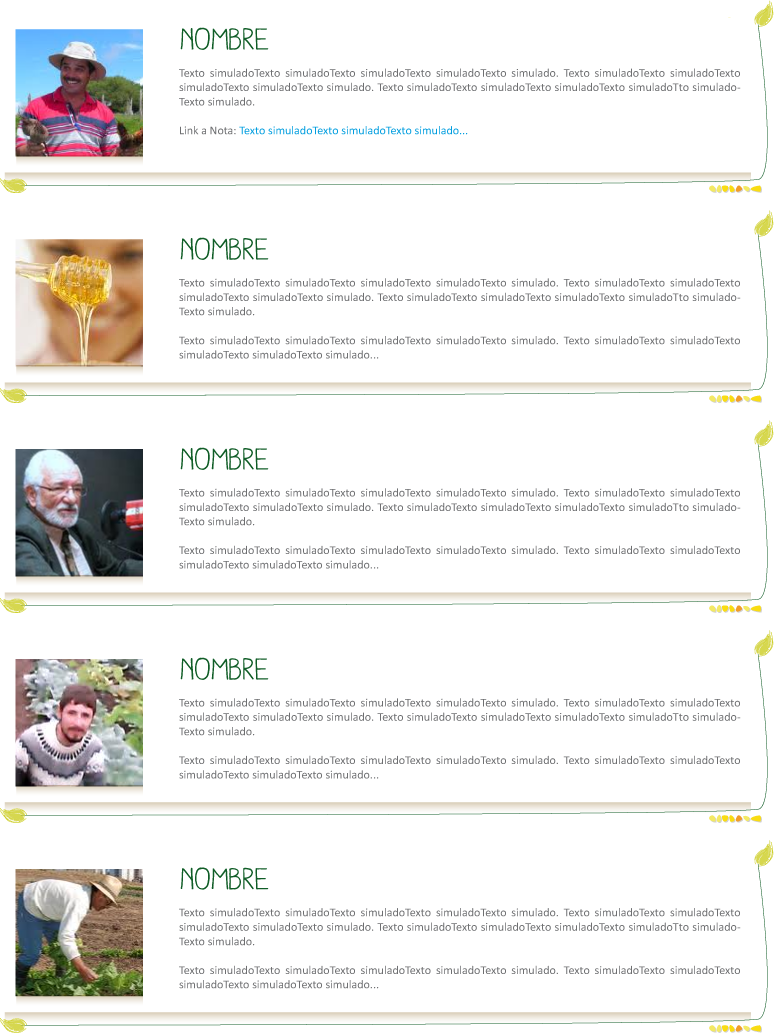 NOMBRE
Texto simuladoTexto simuladoTexto simuladoTexto simuladoTexto simulado. Texto simuladoTexto simuladoTexto
simuladoTexto simuladoTexto simulado. Texto simuladoTexto simuladoTexto simuladoTexto simuladoTto simulado-
Texto simulado.
Link a Nota: Texto simuladoTexto simuladoTexto simulado...
NOMBRE
Texto simuladoTexto simuladoTexto simuladoTexto simuladoTexto simulado. Texto simuladoTexto simuladoTexto
simuladoTexto simuladoTexto simulado. Texto simuladoTexto simuladoTexto simuladoTexto simuladoTto simulado-
Texto simulado.
Texto simuladoTexto simuladoTexto simuladoTexto simuladoTexto simulado. Texto simuladoTexto simuladoTexto
simuladoTexto simuladoTexto simulado...
NOMBRE
Texto simuladoTexto simuladoTexto simuladoTexto simuladoTexto simulado. Texto simuladoTexto simuladoTexto
simuladoTexto simuladoTexto simulado. Texto simuladoTexto simuladoTexto simuladoTexto simuladoTto simulado-
Texto simulado.
Texto simuladoTexto simuladoTexto simuladoTexto simuladoTexto simulado. Texto simuladoTexto simuladoTexto
simuladoTexto simuladoTexto simulado...
NOMBRE
Texto simuladoTexto simuladoTexto simuladoTexto simuladoTexto simulado. Texto simuladoTexto simuladoTexto
simuladoTexto simuladoTexto simulado. Texto simuladoTexto simuladoTexto simuladoTexto simuladoTto simulado-
Texto simulado.
Texto simuladoTexto simuladoTexto simuladoTexto simuladoTexto simulado. Texto simuladoTexto simuladoTexto
simuladoTexto simuladoTexto simulado...
NOMBRE
Texto simuladoTexto simuladoTexto simuladoTexto simuladoTexto simulado. Texto simuladoTexto simuladoTexto
simuladoTexto simuladoTexto simulado. Texto simuladoTexto simuladoTexto simuladoTexto simuladoTto simulado-
Texto simulado.
Texto simuladoTexto simuladoTexto simuladoTexto simuladoTexto simulado. Texto simuladoTexto simuladoTexto
simuladoTexto simuladoTexto simulado...